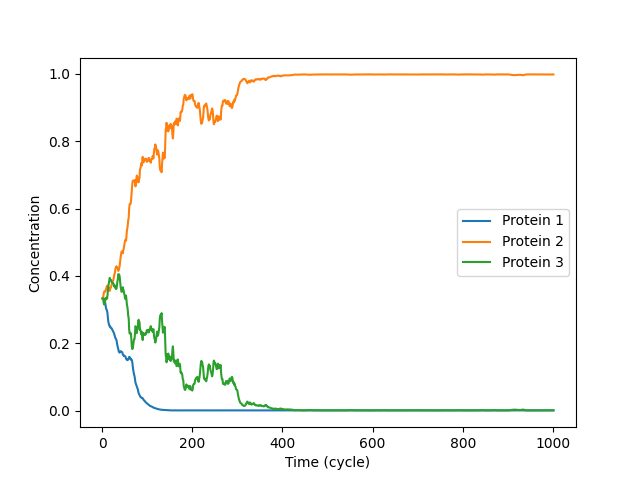 1.0
0.8
0.6
0.4
0.2
0.0
Concentration
Protein 1
Protein 2
Protein 3
0 200 400 600 800 1000
Time (cycle)